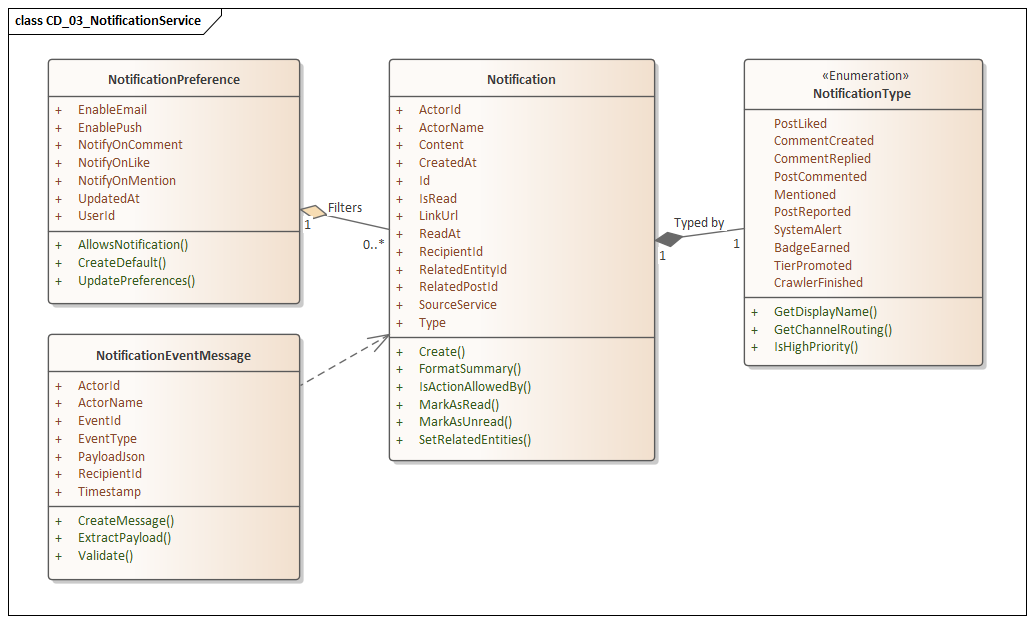 class CD_03_NotificationService
NotificationPreference
+ EnableEmail
+ EnablePush
+ NotifyOnComment
+ NotifyOnLike
+ NotifyOnMention
+ UpdatedAt
+ UserId
+ AllowsNotification()
+ CreateDefault()
+ UpdatePreferences()
Filters
1
0..*
Notification
+ ActorId
+ ActorName
+ Content
+ CreatedAt
+ Id
+ IsRead
+ LinkUrl
+ ReadAt
+ RecipientId
+ RelatedEntityId
+ RelatedPostId
+ SourceService
+ Type
+ Create()
+ FormatSummary()
+ IsActionAllowedBy()
+ MarkAsRead()
+ MarkAsUnread()
+ SetRelatedEntities()
Typed by
1
1
«Enumeration»
NotificationType
PostLiked
CommentCreated
CommentReplied
PostCommented
Mentioned
PostReported
SystemAlert
BadgeEarned
TierPromoted
CrawlerFinished
+ GetDisplayName()
+ GetChannelRouting()
+ IsHighPriority()
NotificationEventMessage
+ ActorId
+ ActorName
+ EventId
+ EventType
+ PayloadJson
+ RecipientId
+ Timestamp
+ CreateMessage()
+ ExtractPayload()
+ Validate()